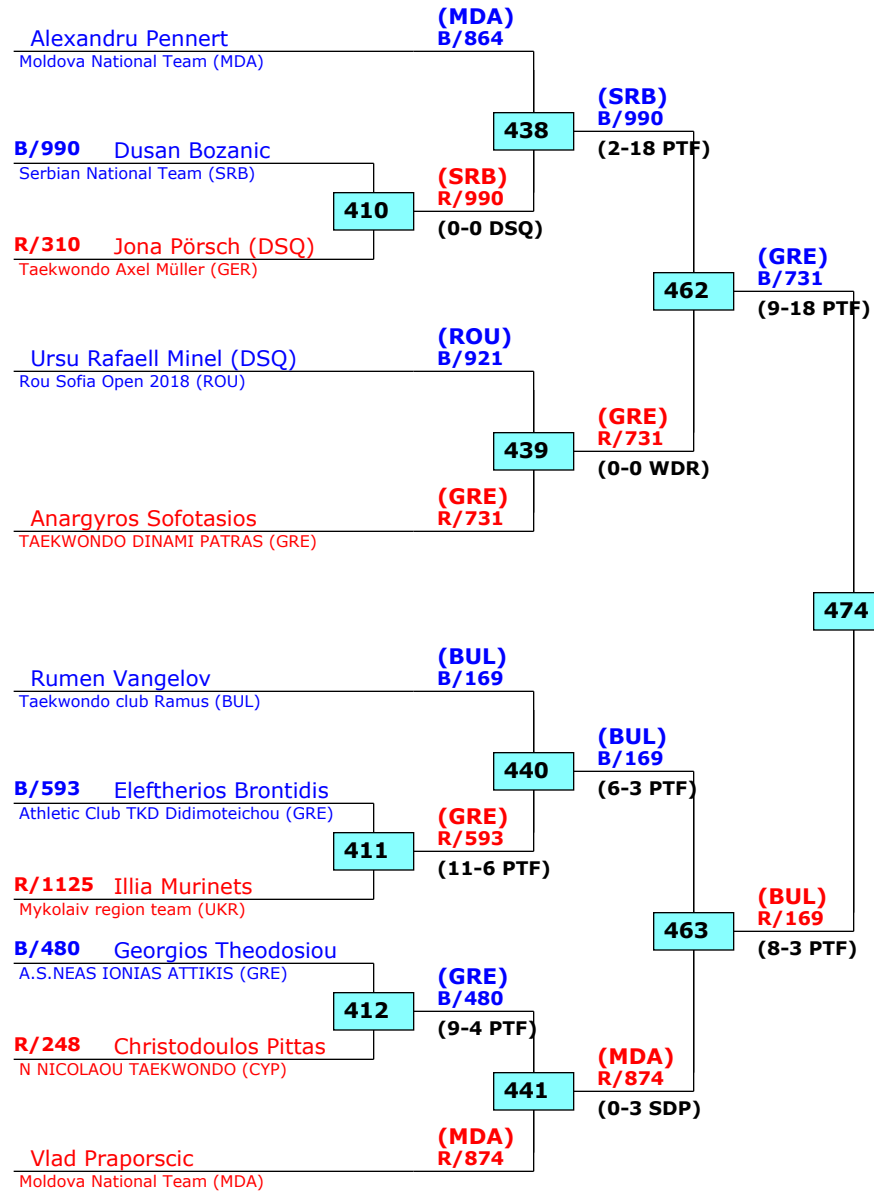 (MDA)
Alexandru Pennert B/864
Moldova National Team (MDA)
(SRB)
438 B/990
(2-18 PTF)
B/990 Dusan Bozanic
Serbian National Team (SRB)
(SRB)
410 R/990
(0-0 DSQ)
R/310 Jona Pörsch (DSQ)
Taekwondo Axel Müller (GER)
(GRE)
462 B/731
(9-18 PTF)
(ROU)
Ursu Rafaell Minel (DSQ) B/921
Rou Sofia Open 2018 (ROU)
(GRE)
439 R/731
(0-0 WDR)
(GRE)
Anargyros Sofotasios R/731
TAEKWONDO DINAMI PATRAS (GRE)
474
(BUL)
Rumen Vangelov B/169
Taekwondo club Ramus (BUL)
(BUL)
440 B/169
(6-3 PTF)
B/593 Eleftherios Brontidis
Athletic Club TKD Didimoteichou (GRE)
(GRE)
411 R/593
(11-6 PTF)
R/1125 Illia Murinets
Mykolaiv region team (UKR)
(BUL)
463 R/169
(8-3 PTF)
B/480 Georgios Theodosiou
A.S.NEAS IONIAS ATTIKIS (GRE)
(GRE)
412 B/480
(9-4 PTF)
R/248 Christodoulos Pittas
N NICOLAOU TAEKWONDO (CYP)
(MDA)
441 R/874
(0-3 SDP)
(MDA)
Vlad Praporscic R/874
Moldova National Team (MDA)